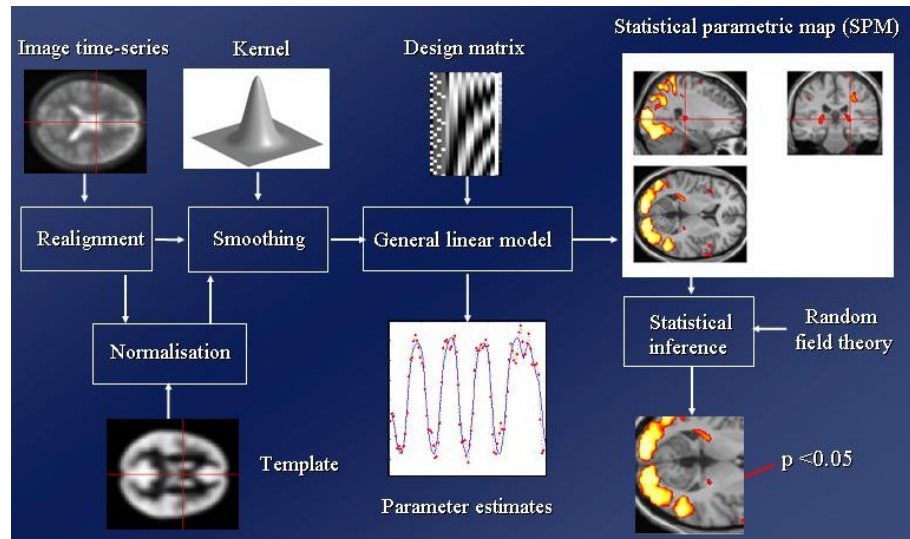 Image time-series
Kernel
Design matrix
Statistical parametric map (SPM)
Realignment
Smoothing
General linear model
Normalisation
Statistical
inference
Random
field theory
Template
Parameter estimates
p <0.05